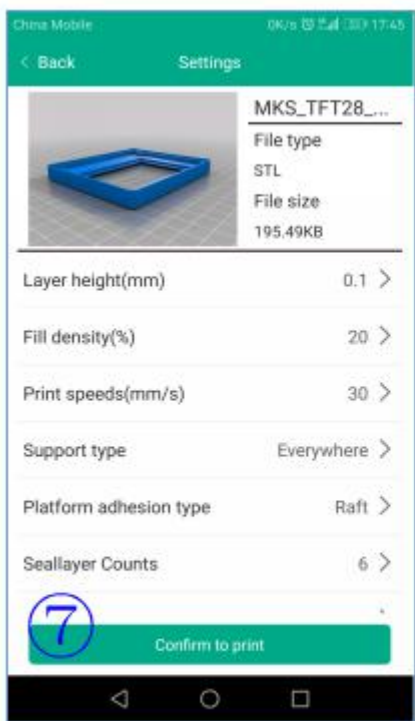 China Mobile 0K/s 17:45
< Back Settings
MKS_TFT28_...
File type
STL
File size
195.49KB
Layer height(mm) 0.1 >
Fill density(%) 20 >
Print speeds(mm/s) 30 >
Support type Everywhere >
Platform adhesion type Raft >
Seallayer Counts 6 >
7
Confirm to print